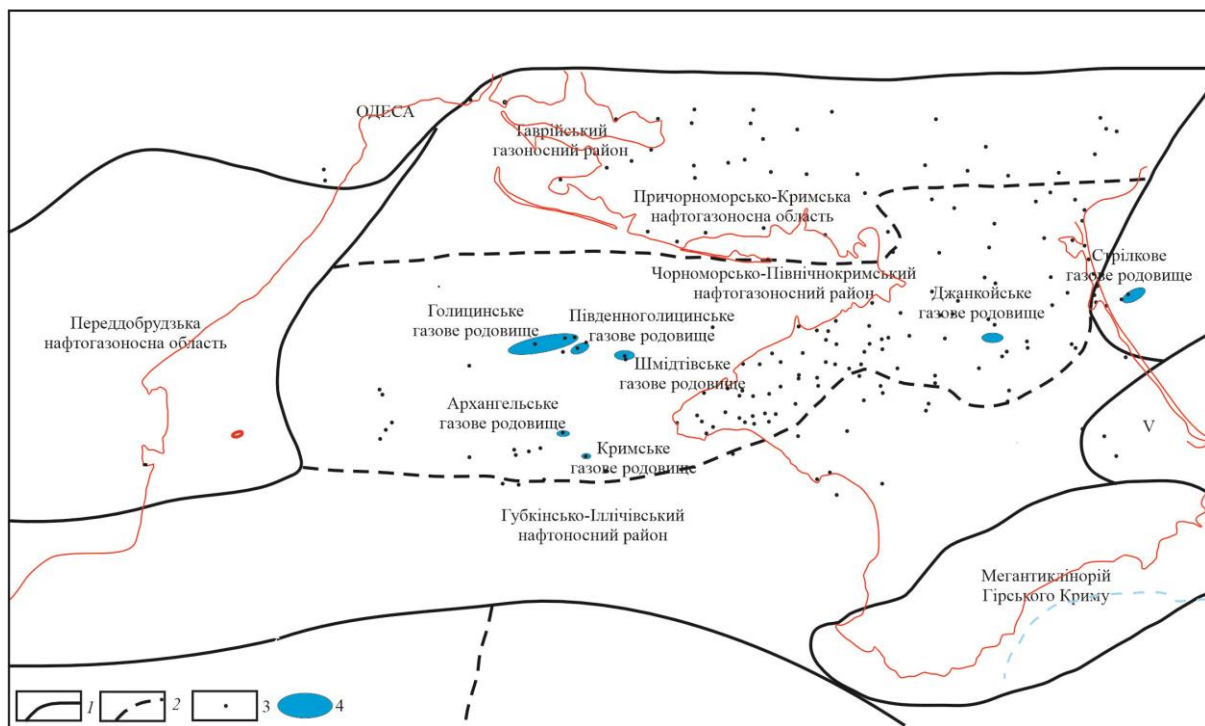 ОДЕСА
Таврійський
газоносний район
Причорноморсько-Кримська
нафтогазоносна область
Стрілкове
газове родовище
Чорноморсько-Північнокримський
нафтогазоносний район
Джанкойське
газове родовище
Голицинське
газове родовище
Південноголицинське
газове родовище
Переддобрудзька
нафтогазоносна область
Шмідтівське
газове родовище
Архангельське
газове родовище
V
Кримське
газове родовище
Губкінсько-Іллічівський
нафтоносний район
Мегантиклінорій
Гірського Криму
1 2 3 4